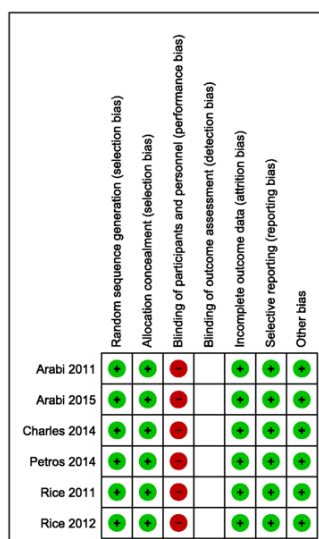 Random sequence generation (selection bias)
Allocation concealment (selection bias)
Blinding of participants and personnel (performance bias)
Blinding of outcome assessment (detection bias)
Incomplete outcome data (attrition bias)
Selective reporting (reporting bias)
Other bias
Arabi 2011 + + - + + +
Arabi 2015 + + - + + +
Charles 2014 + + - + + +
Petros 2014 + + - + + +
Rice 2011 + + - + + +
Rice 2012 + + - + + +